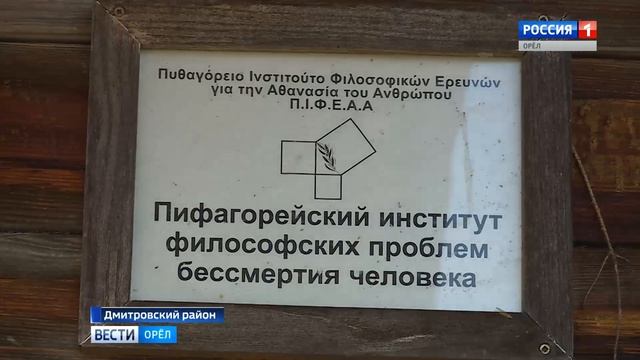 РОССИЯ 1
ОРЁЛ
Πυθαγόρειο Ινστιτούτο Φιλοσοφικών Ερευνών
για την Αθανασία του Ανθρώπου
Π.Ι.Φ.Ε.Α.Α
Пифагорейский институт
философских проблем
бессмертия человека
Дмитровский район
ВЕСТИ ОРЁЛ